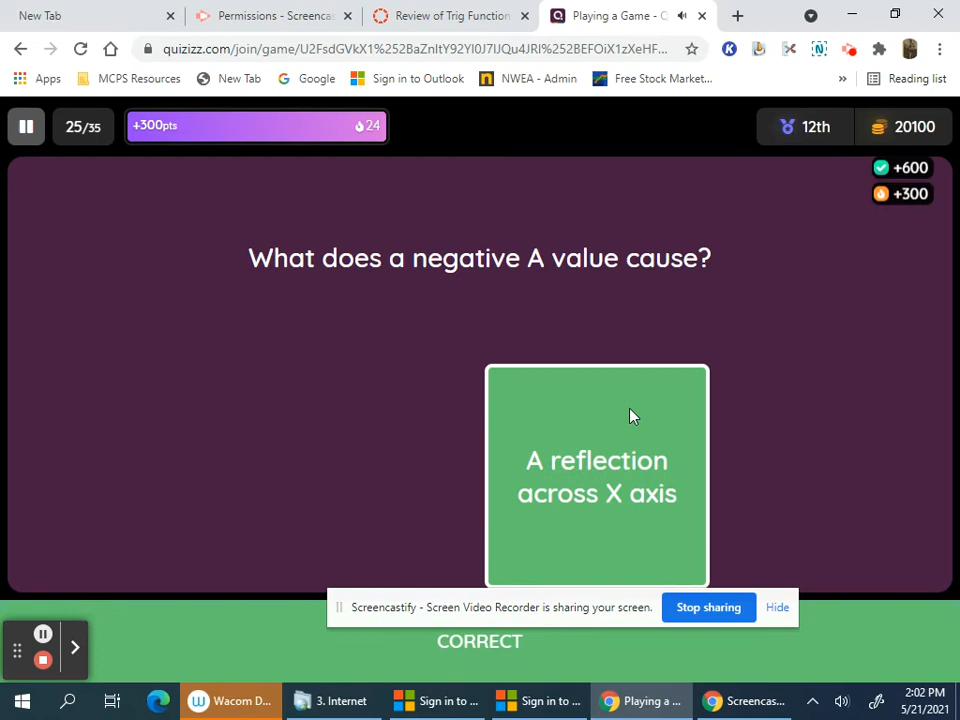 New Tab
Permissions - Screencas
Review of Trig Function
Playing a Game - Q
quizizz.com/join/game/U2FsdGVkX1%252BaZnItY92YI0J7IJQu4JRI%252BEFOiX1zXeHF...
Apps
MCPS Resources
New Tab
Google
Sign in to Outlook
NWEA - Admin
Free Stock Market...
»
Reading list
25/35
+300pts
24
12th
20100
+600
+300
What does a negative A value cause?
A reflection
across X axis
Screencastify - Screen Video Recorder is sharing your screen.
Stop sharing
Hide
CORRECT
Wacom D...
3. Internet
Sign in to ...
Sign in to ...
Playing a ...
Screencas...
2:02 PM
5/21/2021